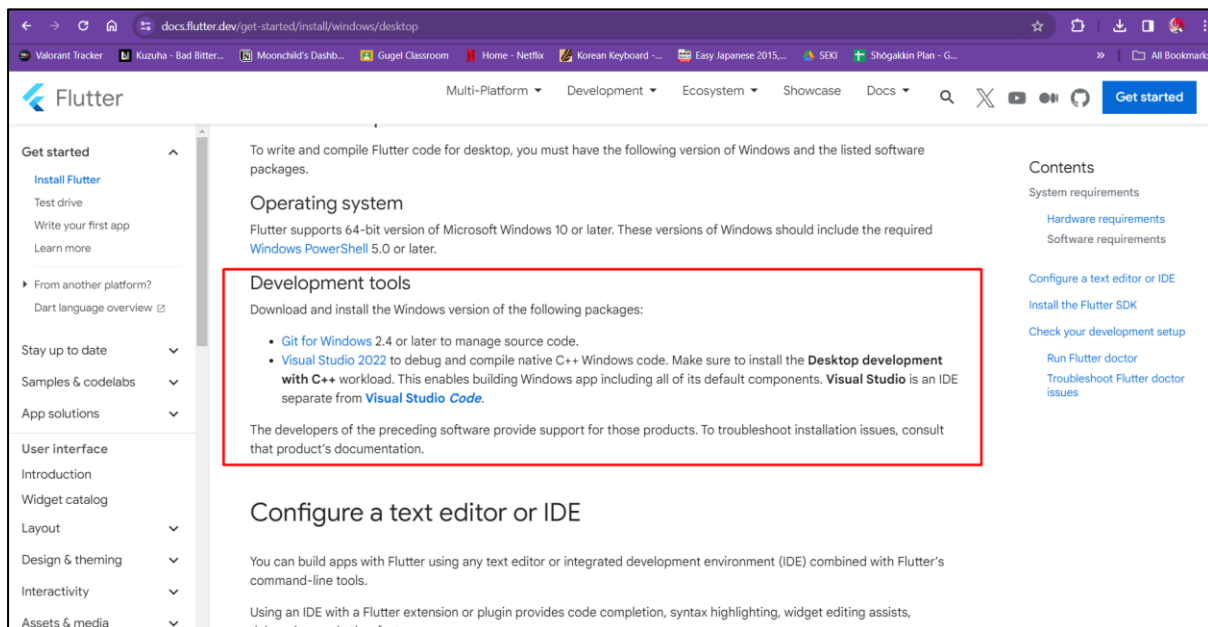 docs.flutter.dev/get-started/install/windows/desktop
Valorant Tracker
Kuzuha - Bad Bitter...
Moonchild's Dashb...
Gugel Classroom
Home - Netflix
Korean Keyboard -...
Easy Japanese 2015,...
SEKI
Shōgakkin Plan - G...
»
All Bookmarks
Flutter
Multi-Platform
Development
Ecosystem
Showcase
Docs
Get started
Get started
Install Flutter
Test drive
Write your first app
Learn more
From another platform?
Dart language overview
Stay up to date
Samples & codelabs
App solutions
User interface
Introduction
Widget catalog
Layout
Design & theming
Interactivity
Assets & media
To write and compile Flutter code for desktop, you must have the following version of Windows and the listed software
packages.
Operating system
Flutter supports 64-bit version of Microsoft Windows 10 or later. These versions of Windows should include the required
Windows PowerShell 5.0 or later.
Development tools
Download and install the Windows version of the following packages:
• Git for Windows 2.4 or later to manage source code.
• Visual Studio 2022 to debug and compile native C++ Windows code. Make sure to install the Desktop development
with C++ workload. This enables building Windows app including all of its default components. Visual Studio is an IDE
separate from Visual Studio Code.
The developers of the preceding software provide support for those products. To troubleshoot installation issues, consult
that product's documentation.
Configure a text editor or IDE
You can build apps with Flutter using any text editor or integrated development environment (IDE) combined with Flutter's
command-line tools.
Using an IDE with a Flutter extension or plugin provides code completion, syntax highlighting, widget editing assists,
Contents
System requirements
Hardware requirements
Software requirements
Configure a text editor or IDE
Install the Flutter SDK
Check your development setup
Run Flutter doctor
Troubleshoot Flutter doctor
issues